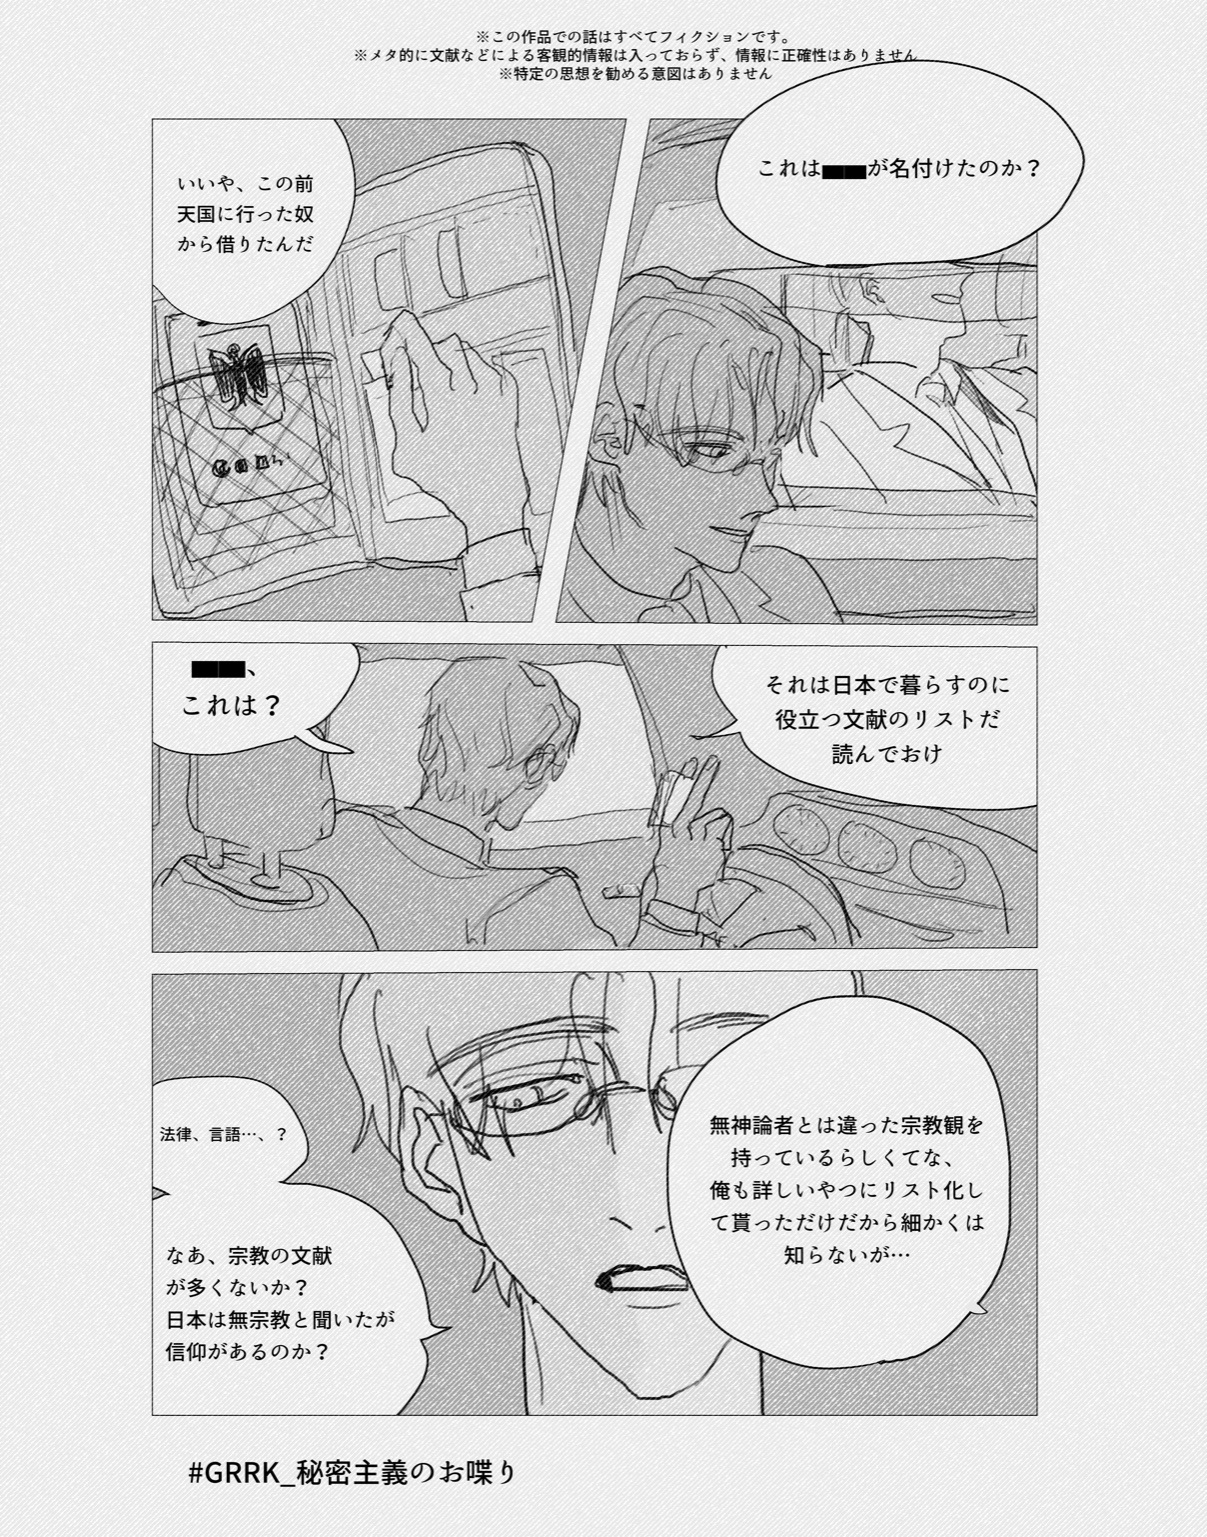 ※この作品での話はすべてフィクションです。
※メタ的に文献などによる客観的情報は入っておらず、情報に正確性はありません
※特定の思想を勧める意図はありません
これは■■が名付けたのか？
いいや、この前
天国に行った奴
から借りたんだ
それは日本で暮らすのに
役立つ文献のリストだ
読んでおけ
■■、
これは？
無神論者とは違った宗教観を
持っているらしくてな、
俺も詳しいやつにリスト化し
て貰っただけだから細かくは
知らないが…
法律、言語…、？
なあ、宗教の文献
が多くないか？
日本は無宗教と聞いたが
信仰があるのか？
#GRRK_秘密主義のお喋り